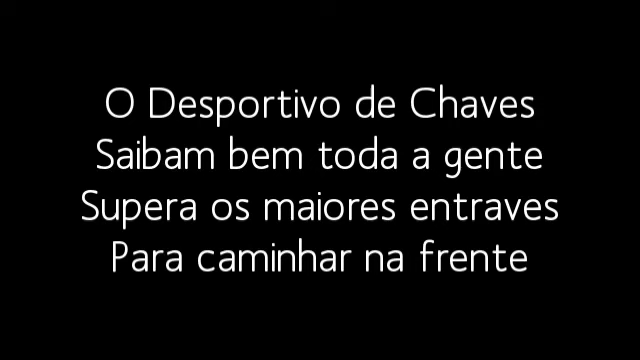 O Desportivo de Chaves
Saibam bem toda a gente
Supera os maiores entraves
Para caminhar na frente